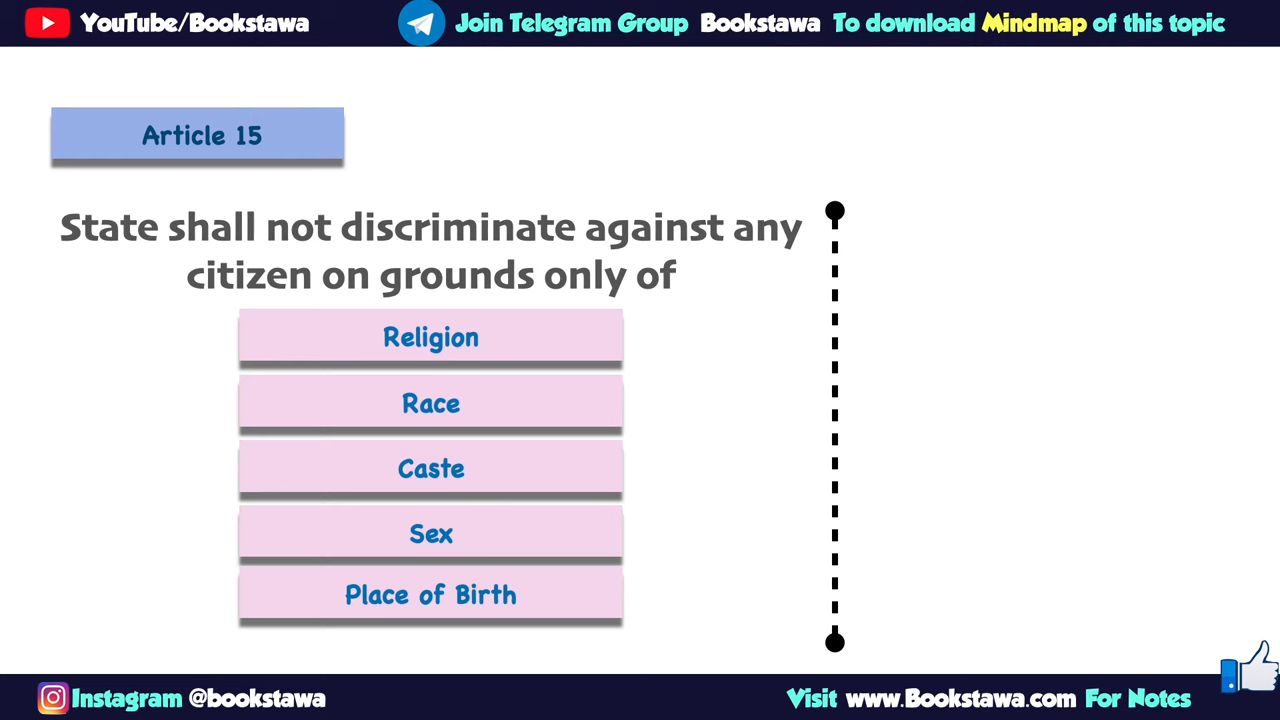 YouTube/Bookstawa
Join Telegram Group Bookstawa To download Mindmap of this topic
Article 15
State shall not discriminate against any
citizen on grounds only of
Religion
Race
Caste
Sex
Place of Birth
Instagram @bookstawa
Visit www.Bookstawa.com For Notes